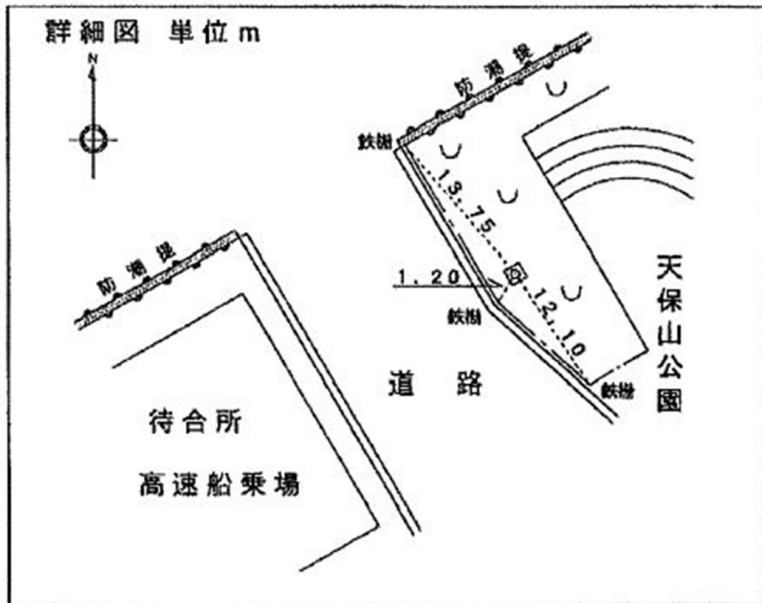 詳細図 単位m
N
防潮堤
鉄柵
13.75
1.20
鉄柵
12.10
鉄柵
天保山公園
防潮堤
道路
待合所
高速船乗場